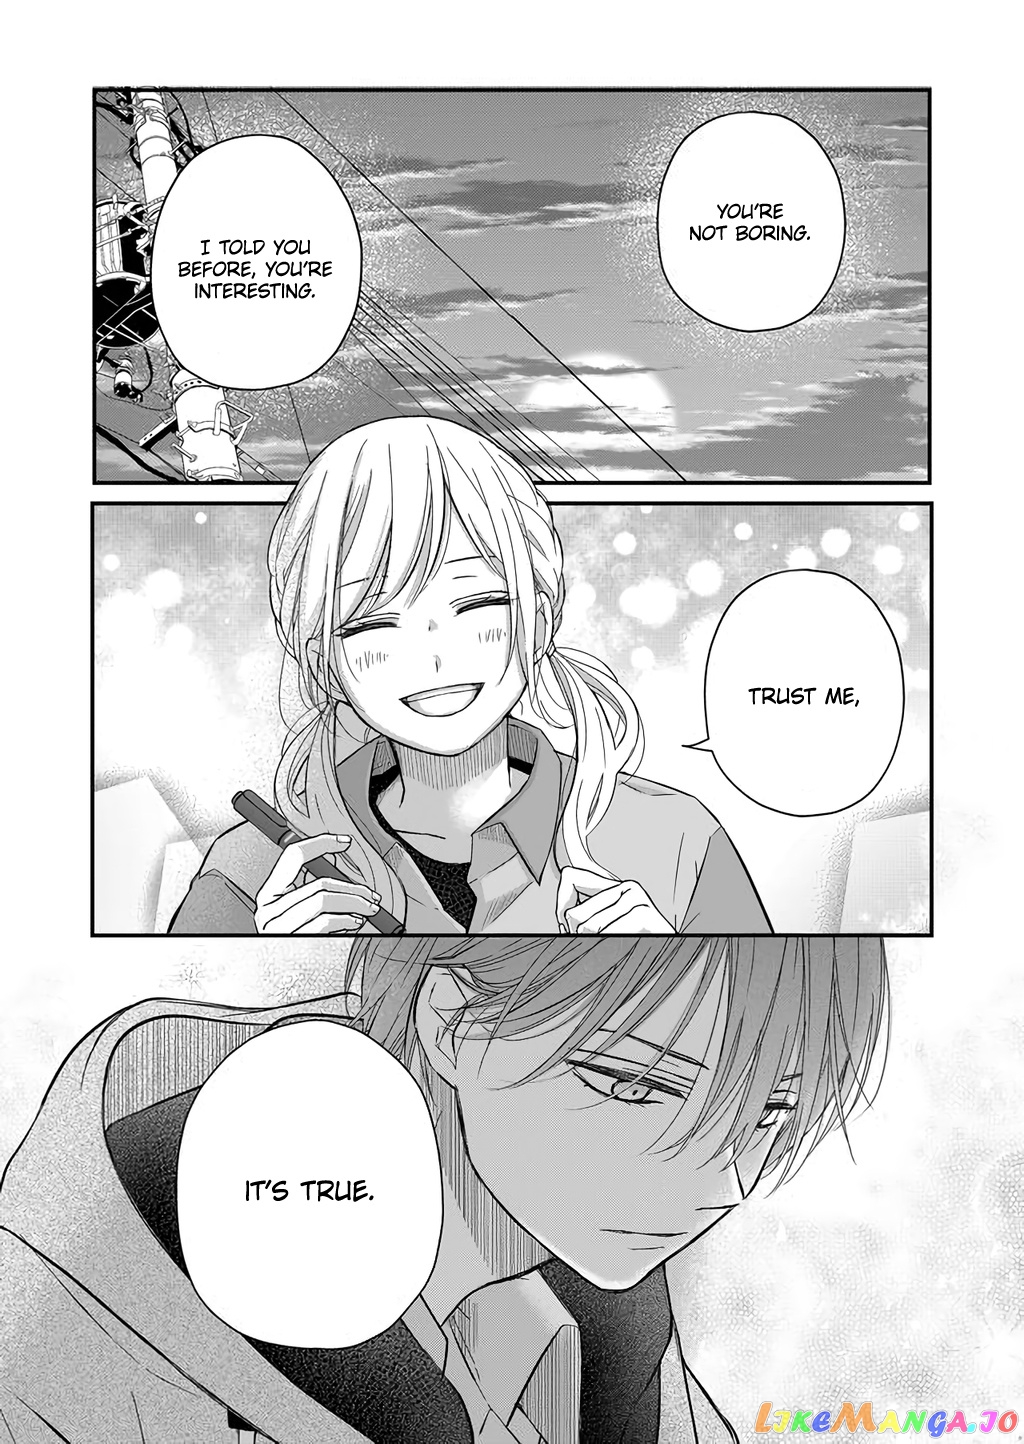 YOU'RE
NOT BORING.
I TOLD YOU
BEFORE, YOU'RE
INTERESTING.
TRUST ME,
IT'S TRUE.
LIKEMANGA.IO